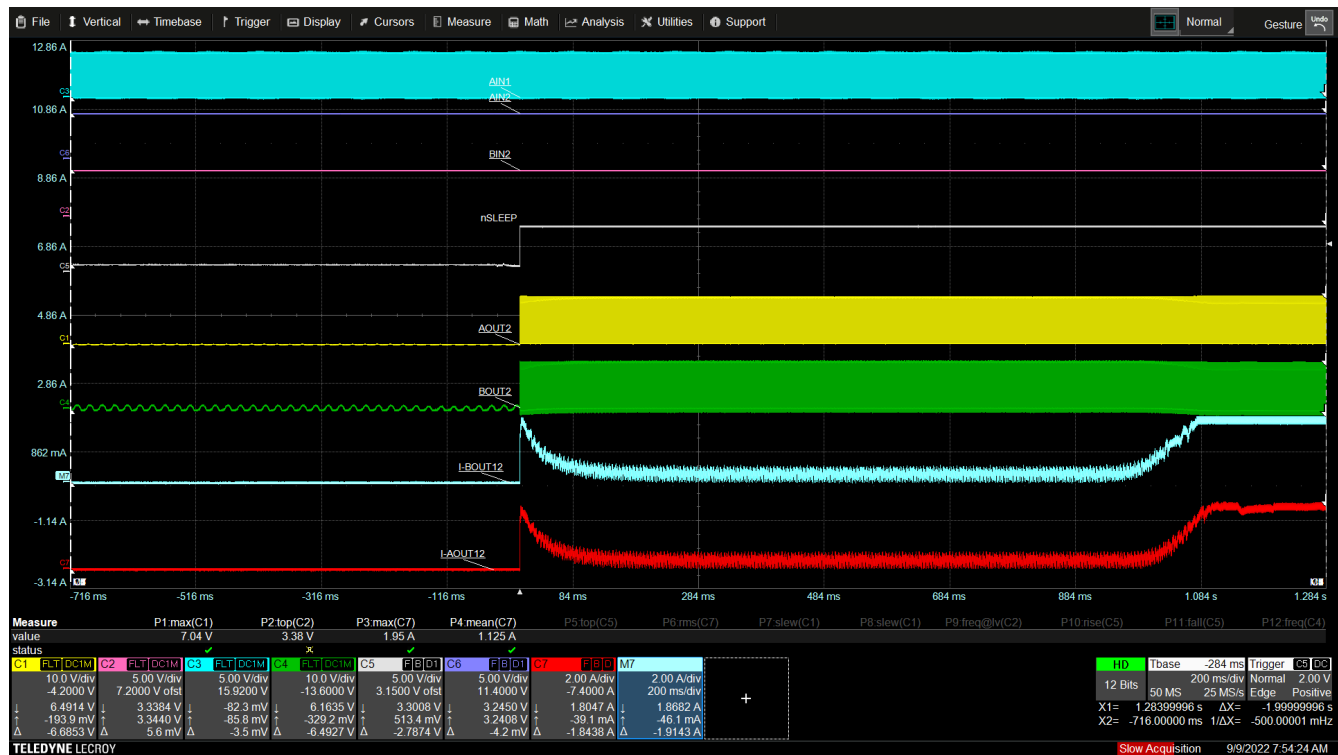 File Vertical Timebase Trigger Display Cursors Measure Math Analysis Utilities Support Normal Gesture Undo
12.86 A
AIN1
C3
AIN2
10.86 A
C6
BIN2
8.86 A
C2
nSLEEP
6.86 A
C5
4.86 A
AOUT2
C1
2.86 A
BOUT2
C4
862 mA
I-BOUT12
M7
-1.14 A
I-AOUT12
C7
-3.14 A
-716 ms -516 ms -316 ms -116 ms 84 ms 284 ms 484 ms 684 ms 884 ms 1.084 s 1.284 s
Measure P1:max(C1) P2:top(C2) P3:max(C7) P4:mean(C7) P5:top(C5) P6:rms(C7) P7:slew(C1) P8:slew(C1) P9:freq@lv(C2) P10:rise(C5) P11:fall(C5) P12:freq(C4)
value 7.04 V 3.38 V 1.95 A 1.125 A
status
C1 FLT DC1M C2 FLT DC1M C3 FLT DC1M C4 FLT DC1M C5 F B D1 C6 F B D1 C7 F B D M7 HD Tbase -284 ms Trigger C5 DC
10.0 V/div 5.00 V/div 5.00 V/div 10.0 V/div 5.00 V/div 5.00 V/div 2.00 A/div 2.00 A/div 12 Bits 200 ms/div Normal 2.00 V
-4.2000 V 7.2000 V ofst 15.9200 V -13.6000 V 3.1500 V ofst 11.4000 V -7.4000 A 200 ms/div + 50 MS 25 MS/s Edge Positive
↓ 6.4914 V ↓ 3.3384 V ↓ -82.3 mV ↓ 6.1635 V ↓ 3.3008 V ↓ 3.2450 V ↓ 1.8047 A ↓ 1.8682 A X1= 1.28399996 s ΔX= -1.99999996 s
↑ -193.9 mV ↑ 3.3440 V ↑ -85.8 mV ↑ -329.2 mV ↑ 513.4 mV ↑ 3.2408 V ↑ -39.1 mA ↑ -46.1 mA X2= -716.00000 ms 1/ΔX= -500.00001 mHz
Δ -6.6853 V Δ 5.6 mV Δ -3.5 mV Δ -6.4927 V Δ -2.7874 V Δ -4.2 mV Δ -1.8438 A Δ -1.9143 A
TELEDYNE LECROY Slow Acquisition 9/9/2022 7:54:24 AM